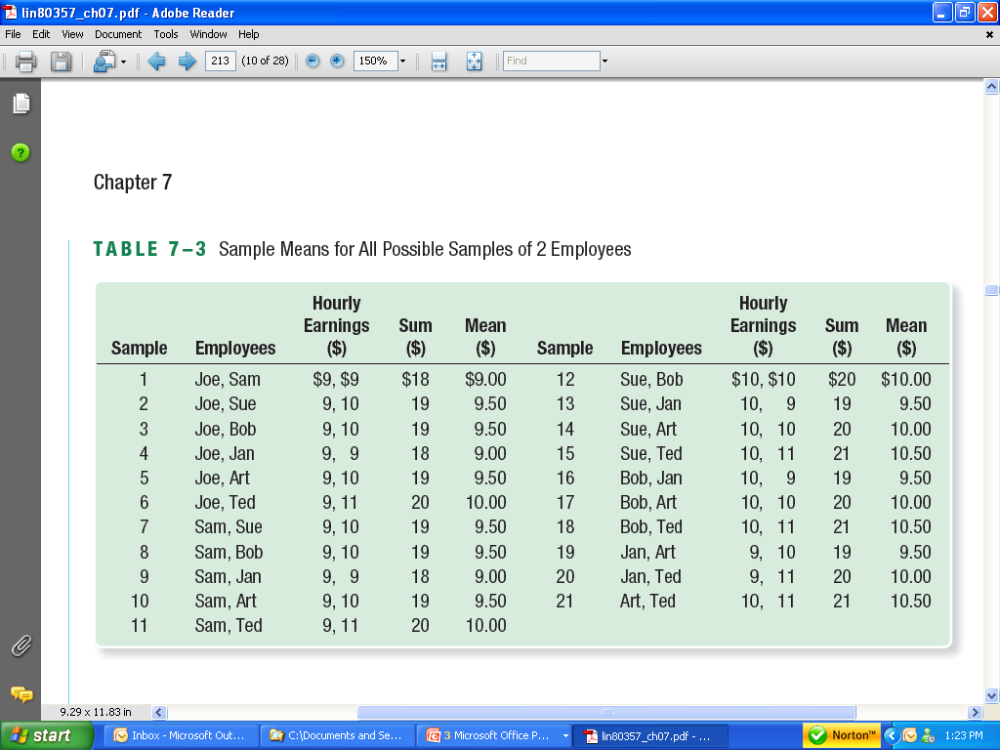 lin80357_ch07.pdf - Adobe Reader
File Edit View Document Tools Window Help
213 (10 of 28) 150% Find
Chapter 7
TABLE 7–3 Sample Means for All Possible Samples of 2 Employees
Hourly Hourly
Earnings Sum Mean Earnings Sum Mean
Sample Employees ($) ($) ($) Sample Employees ($) ($) ($)
1 Joe, Sam $9, $9 $18 $9.00 12 Sue, Bob $10, $10 $20 $10.00
2 Joe, Sue 9, 10 19 9.50 13 Sue, Jan 10, 9 19 9.50
3 Joe, Bob 9, 10 19 9.50 14 Sue, Art 10, 10 20 10.00
4 Joe, Jan 9, 9 18 9.00 15 Sue, Ted 10, 11 21 10.50
5 Joe, Art 9, 10 19 9.50 16 Bob, Jan 10, 9 19 9.50
6 Joe, Ted 9, 11 20 10.00 17 Bob, Art 10, 10 20 10.00
7 Sam, Sue 9, 10 19 9.50 18 Bob, Ted 10, 11 21 10.50
8 Sam, Bob 9, 10 19 9.50 19 Jan, Art 9, 10 19 9.50
9 Sam, Jan 9, 9 18 9.00 20 Jan, Ted 9, 11 20 10.00
10 Sam, Art 9, 10 19 9.50 21 Art, Ted 10, 11 21 10.50
11 Sam, Ted 9, 11 20 10.00
9.29 x 11.83 in
start Inbox - Microsoft Out... C:\Documents and Se... 3 Microsoft Office P... lin80357_ch07.pdf - ... Norton™ 1:23 PM